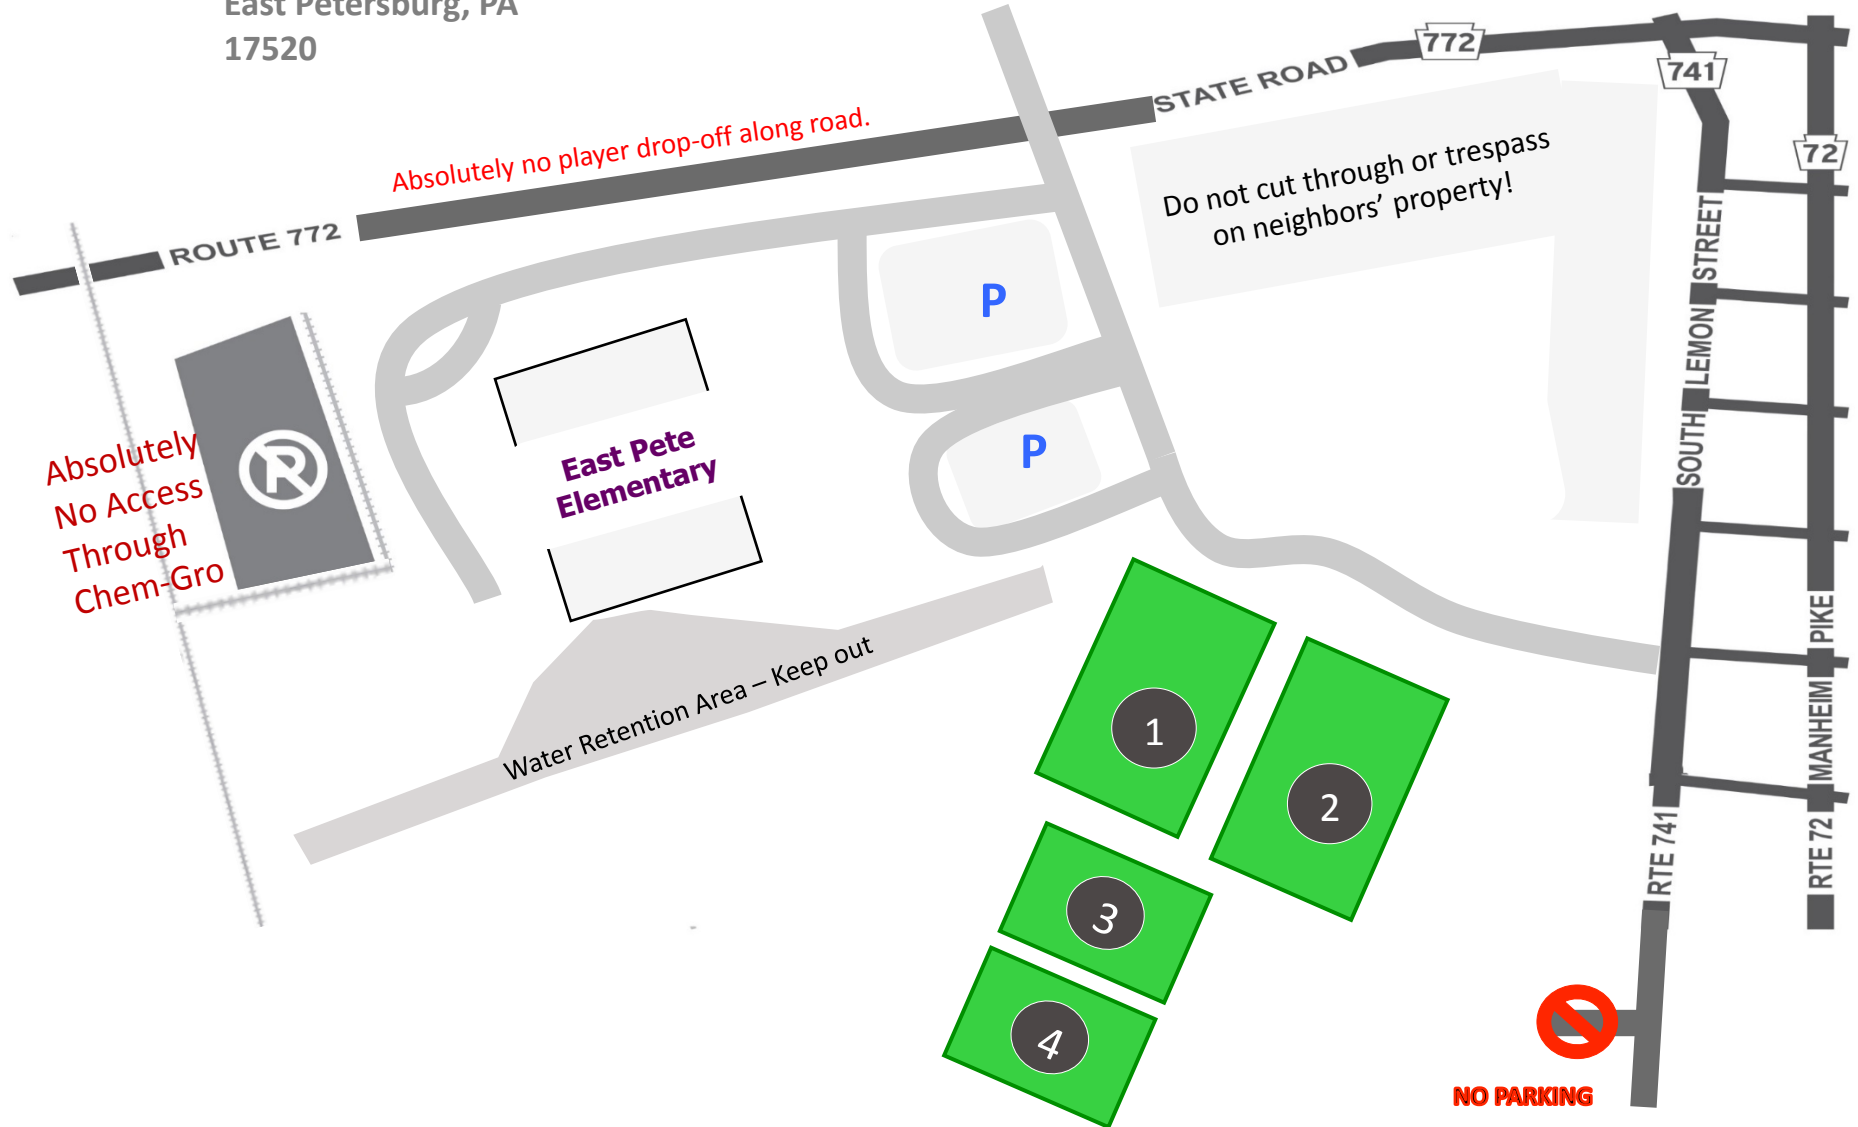 East Petersburg, PA
17520
772
STATE ROAD
741
72
Absolutely no player drop-off along road.
Do not cut through or trespass
on neighbors’ property!
ROUTE 772
P
P
East Pete
Elementary
Absolutely
No Access
Through
Chem-Gro
P
Water Retention Area – Keep out
SOUTH LEMON STREET
RTE 72 MANHEIM PIKE
RTE 741
1
2
3
4
NO PARKING